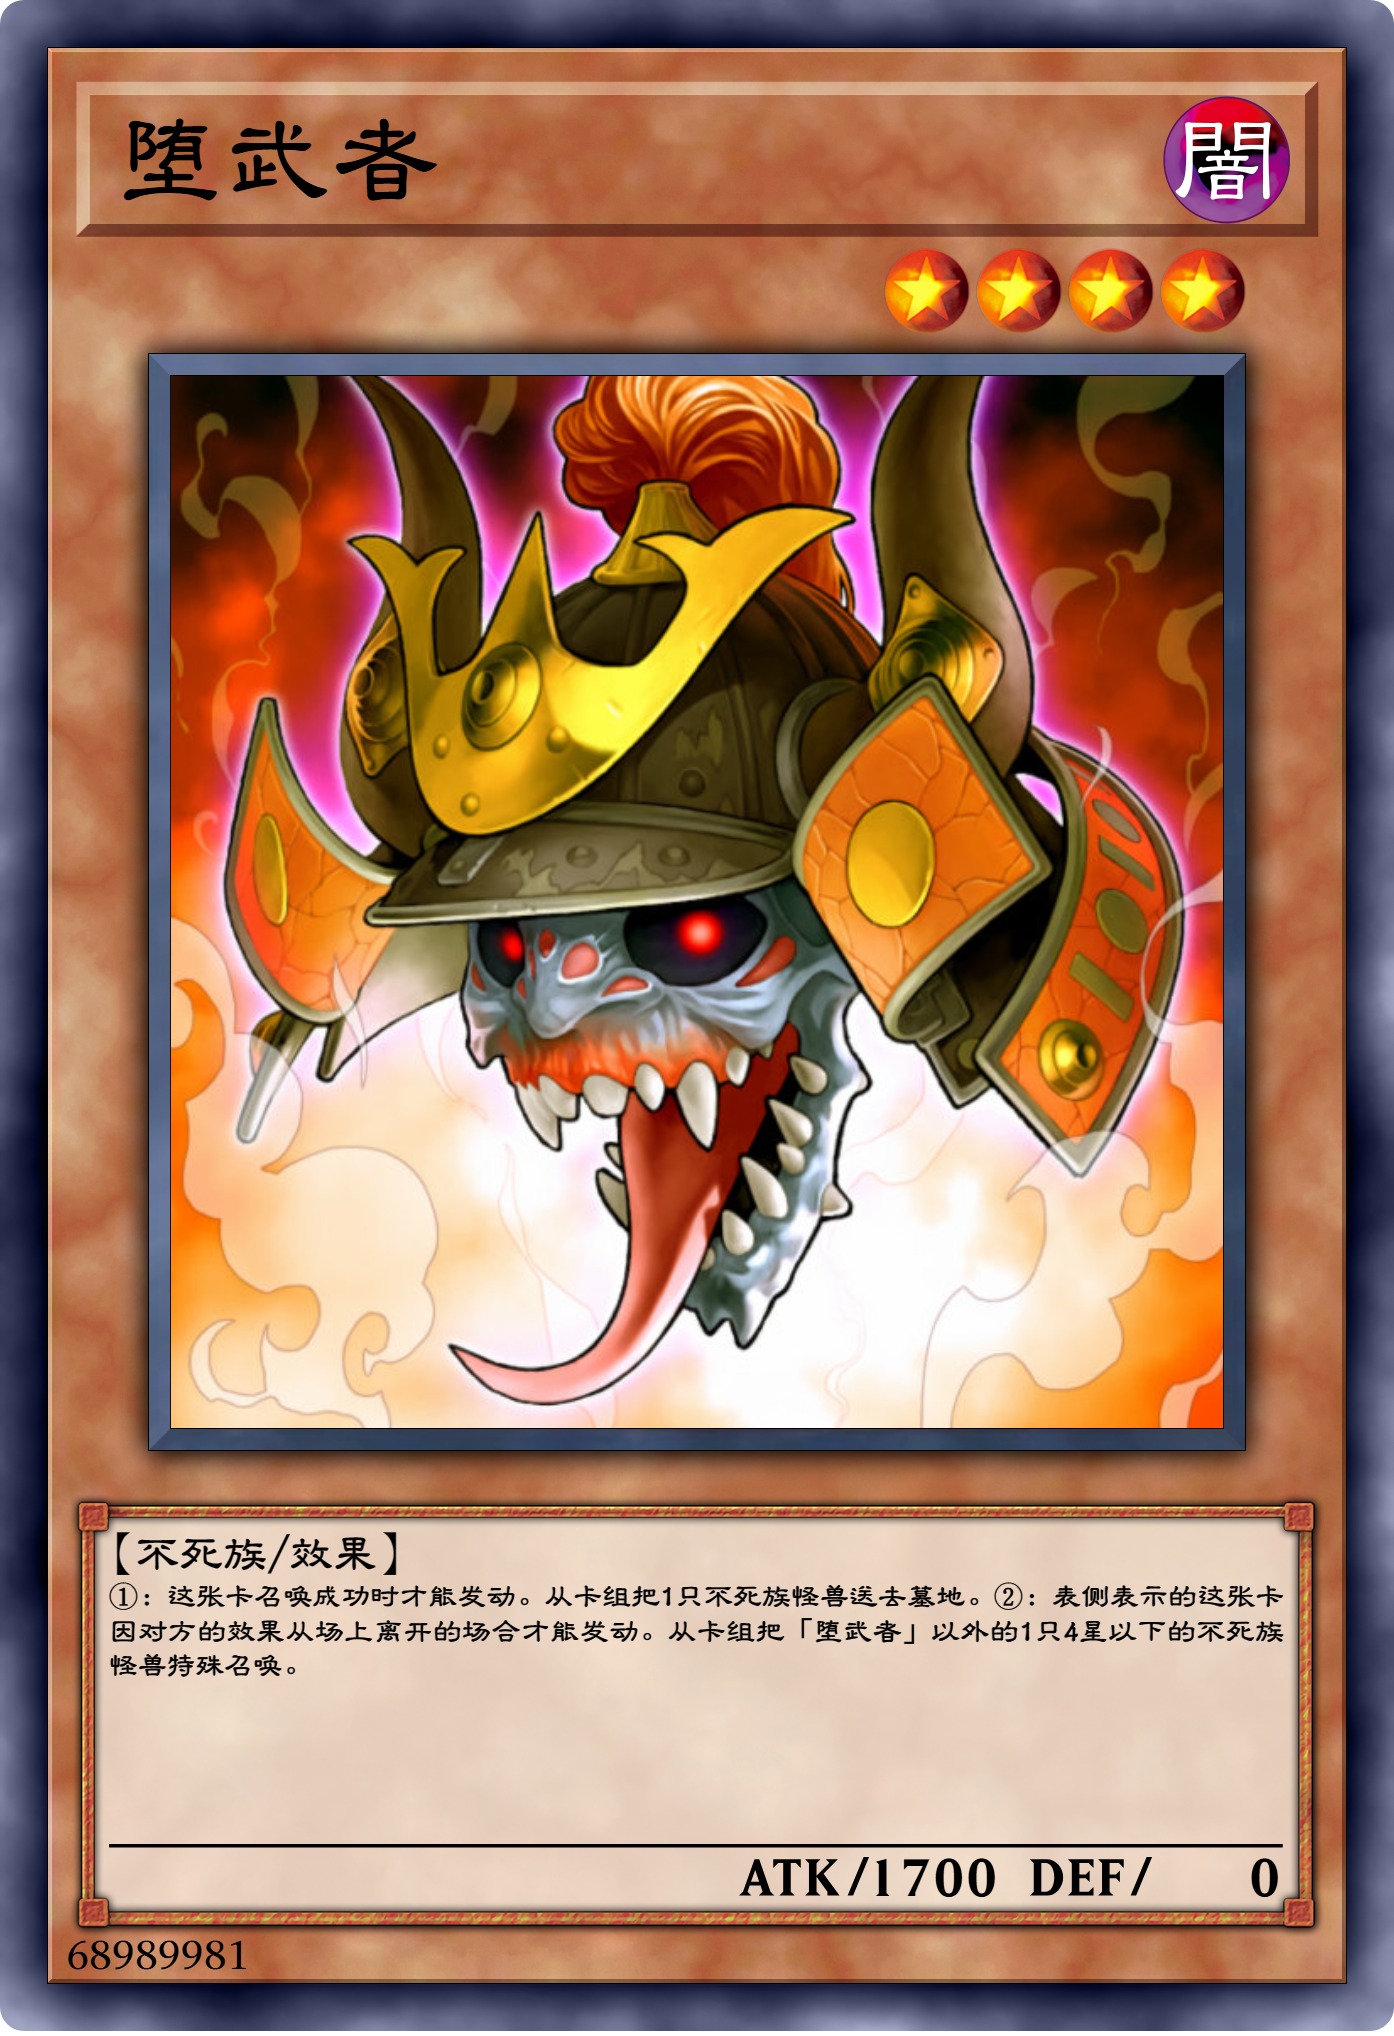 堕武者
闇
【不死族/效果】
①：这张卡召唤成功时才能发动。从卡组把1只不死族怪兽送去墓地。②：表侧表示的这张卡
因对方的效果从场上离开的场合才能发动。从卡组把「堕武者」以外的1只4星以下的不死族
怪兽特殊召唤。
ATK/1700 DEF/ 0
68989981